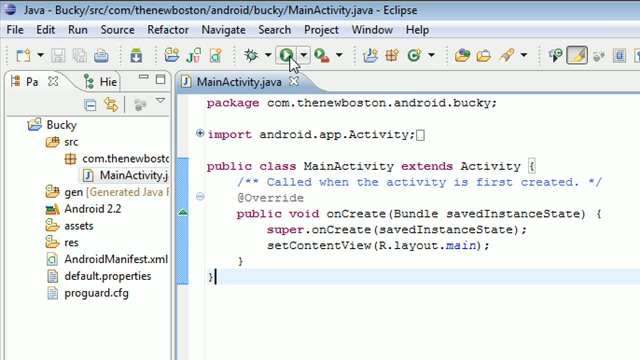 Java - Bucky/src/com/thenewboston/android/bucky/MainActivity.java - Eclipse
File Edit Run Source Refactor Navigate Search Project Window Help
Pa Hie MainActivity.java
Bucky
src
com.thenewbost
MainActivity.j
gen [Generated Java F
Android 2.2
assets
res
AndroidManifest.xml
default.properties
proguard.cfg
package com.thenewboston.android.bucky;
import android.app.Activity;
public class MainActivity extends Activity {
/** Called when the activity is first created. */
@Override
public void onCreate(Bundle savedInstanceState) {
super.onCreate(savedInstanceState);
setContentView(R.layout.main);
}
}